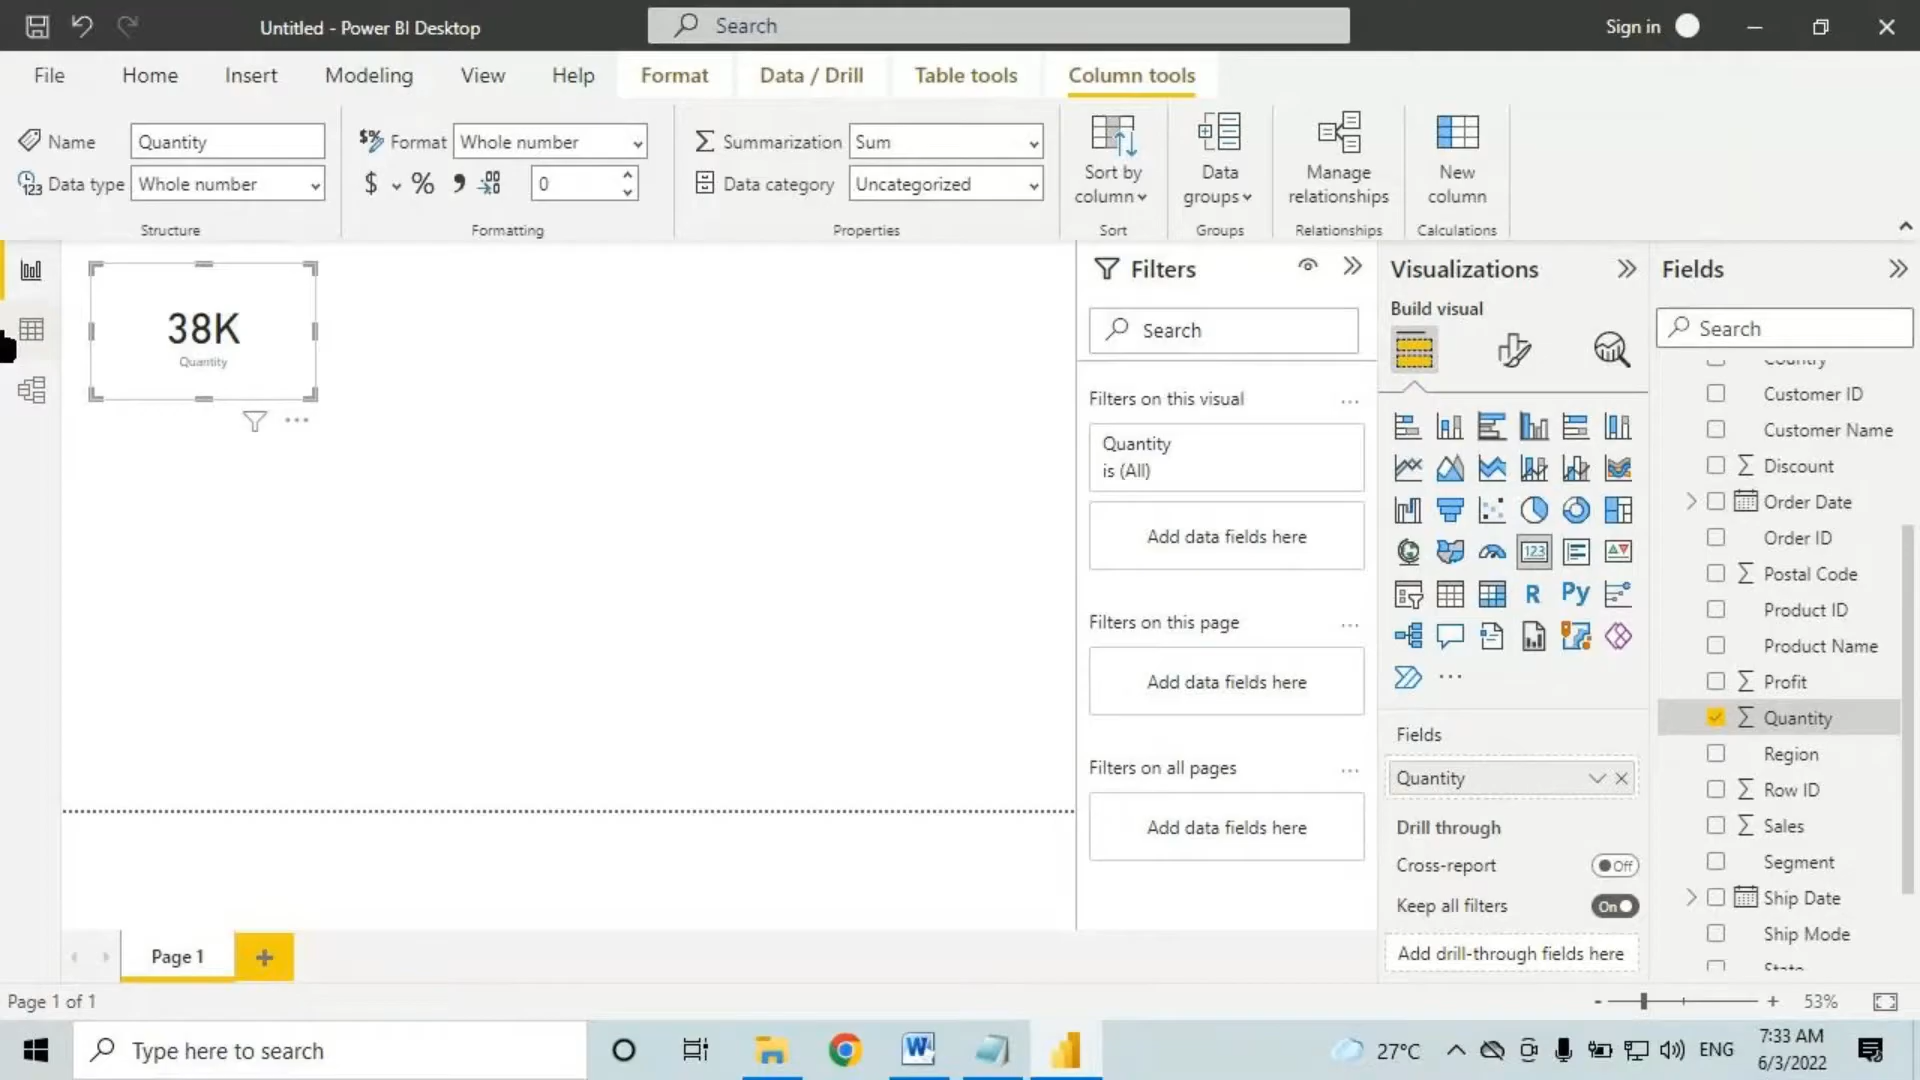 Untitled - Power BI Desktop
Search
Sign in
File
Home
Insert
Modeling
View
Help
Format
Data / Drill
Table tools
Column tools
Name
Quantity
Data type
Whole number
Structure
Format
Whole number
$
%
0
Formatting
Summarization
Sum
Data category
Uncategorized
Properties
Sort by
column
Sort
Data
groups
Groups
Manage
relationships
Relationships
New
column
Calculations
38K
Quantity
Filters
Search
Filters on this visual
Quantity
is (All)
Add data fields here
Filters on this page
Add data fields here
Filters on all pages
Add data fields here
Visualizations
Build visual
123
R
Py
Fields
Quantity
Drill through
Cross-report
Off
Keep all filters
On
Add drill-through fields here
Fields
Search
Country
Customer ID
Customer Name
Discount
Order Date
Order ID
Postal Code
Product ID
Product Name
Profit
Quantity
Region
Row ID
Sales
Segment
Ship Date
Ship Mode
State
Page 1
Page 1 of 1
53%
Type here to search
27°C
ENG
7:33 AM
6/3/2022